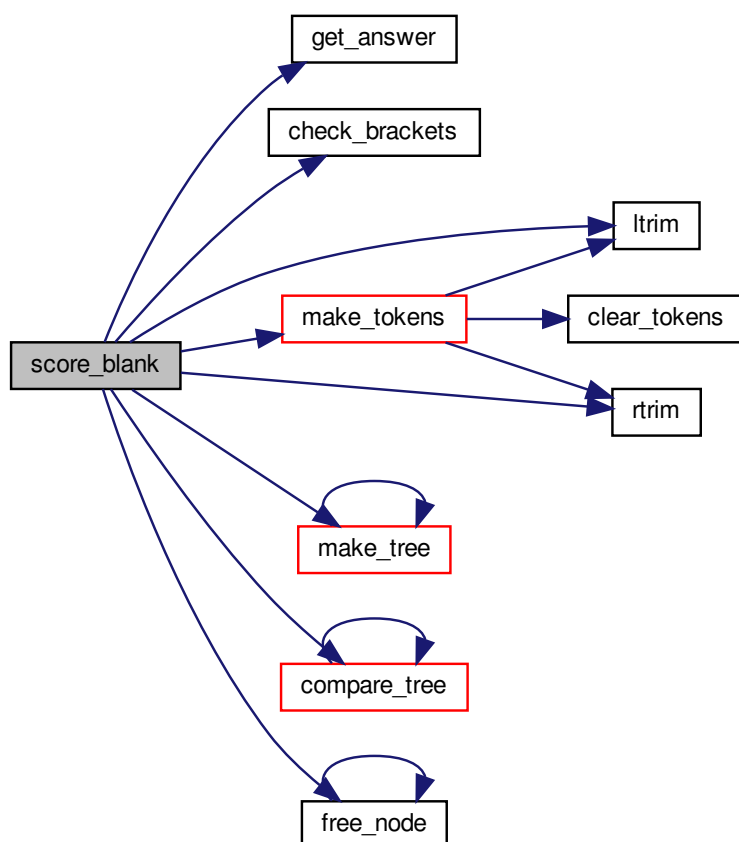 get_answer
check_brackets
ltrim
make_tokens
clear_tokens
score_blank
rtrim
make_tree
compare_tree
free_node